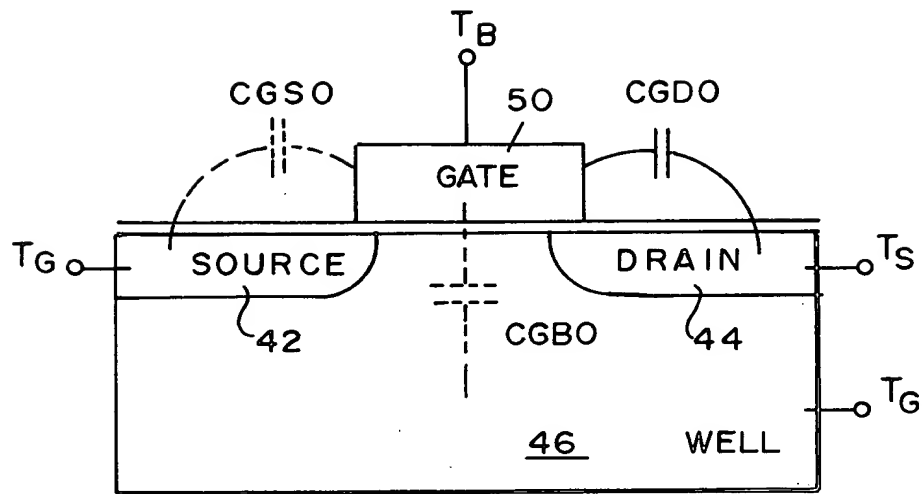 T_B
CGSO
50
CGDO
GATE
T_G
SOURCE
DRAIN
T_S
42
CGBO
44
T_G
46
WELL